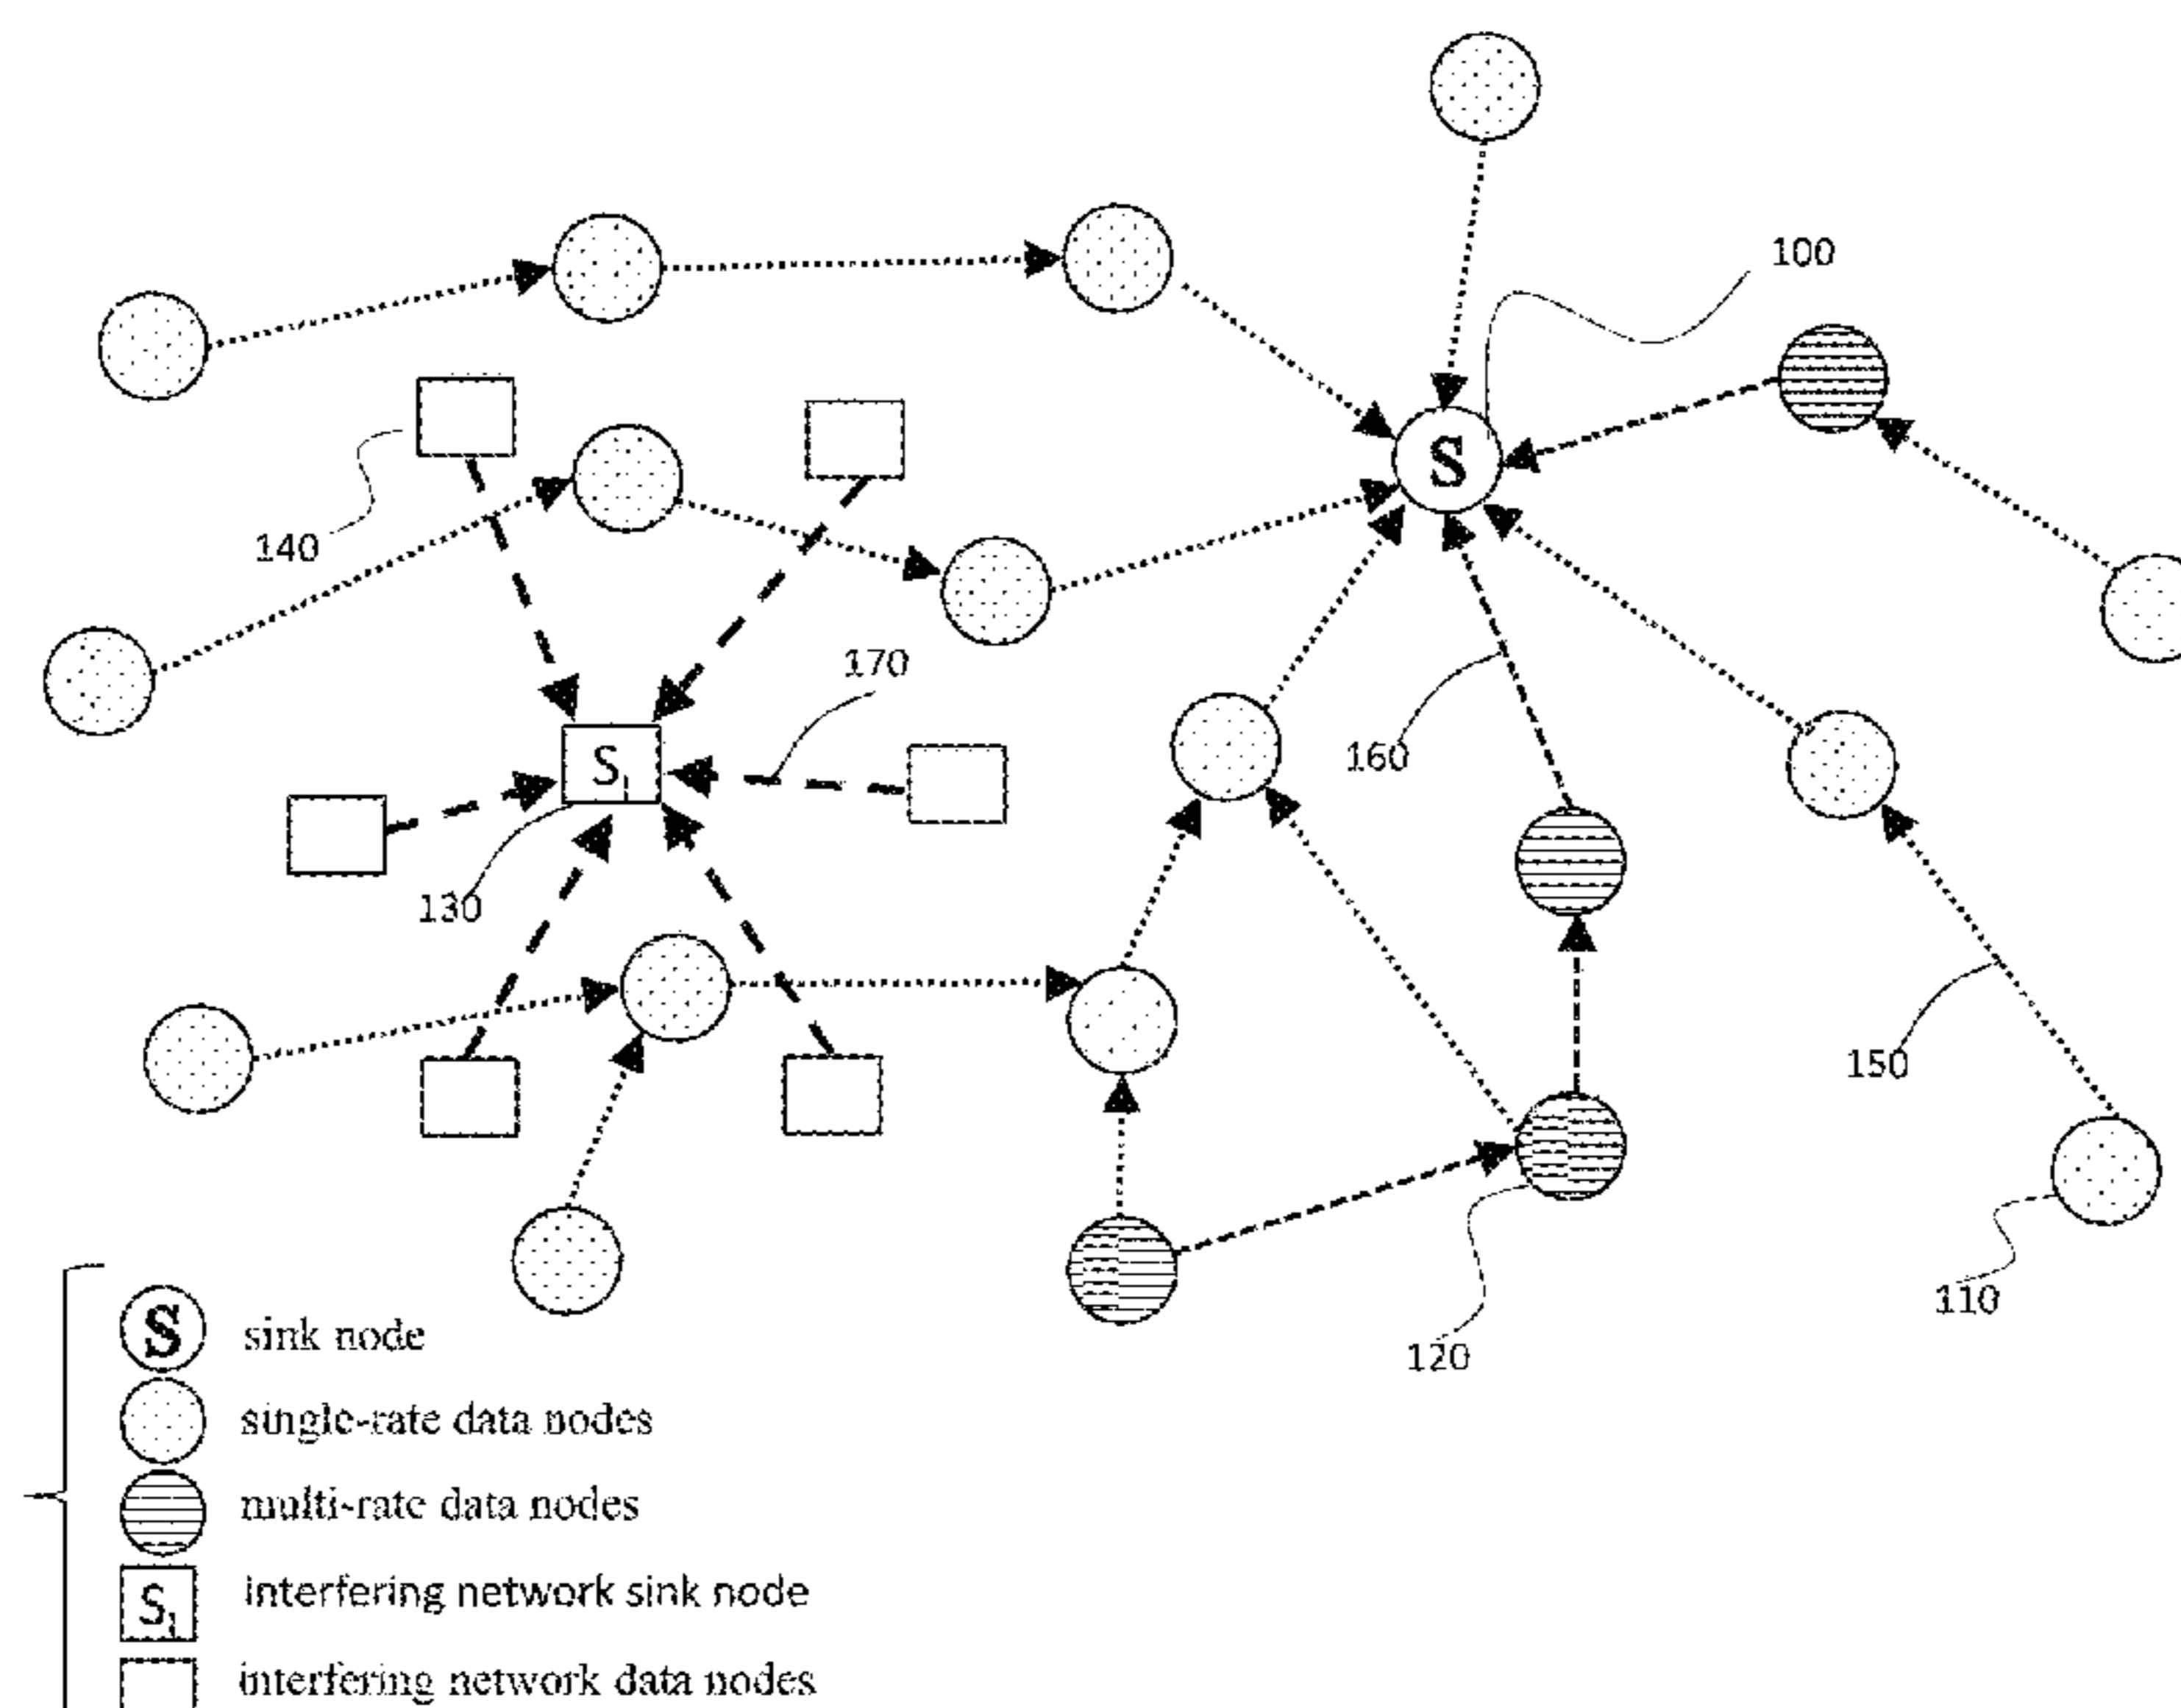 100
S
140
170
160
S₁
130
150
110
120
S sink node
single-rate data nodes
multi-rate data nodes
S₁ interfering network sink node
interfering network data nodes